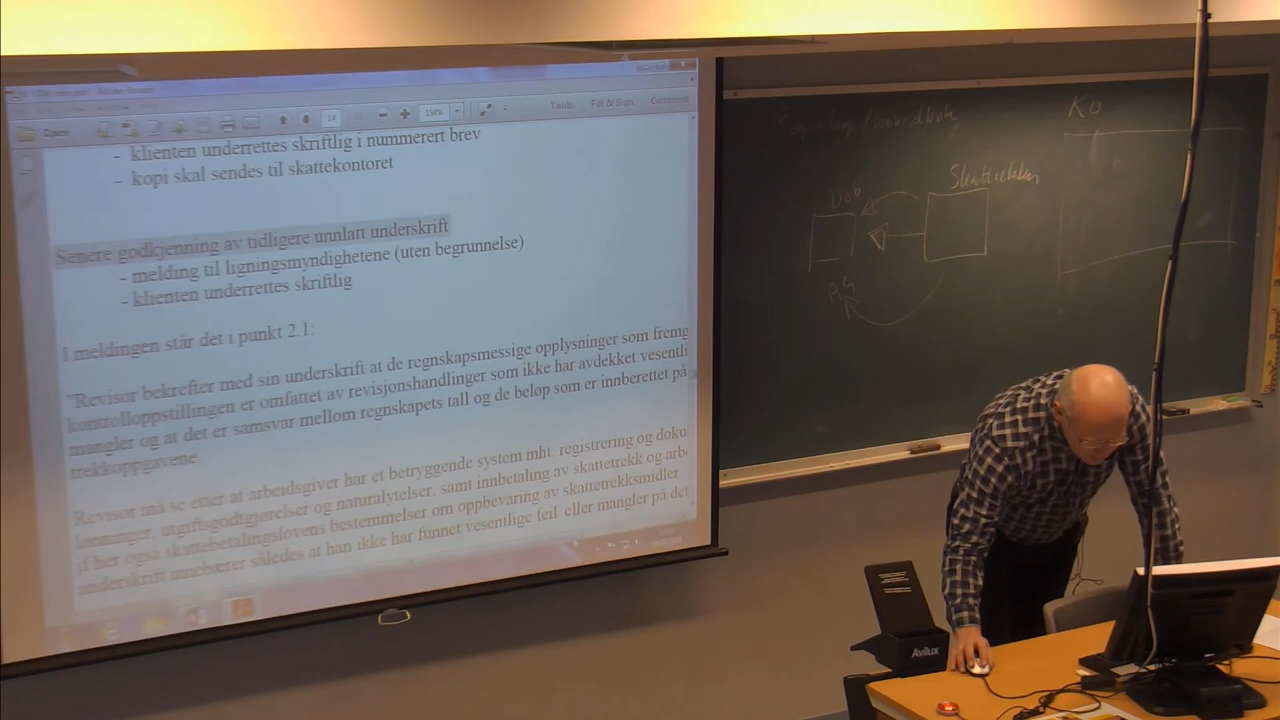 Open
14
150%
Tools
Fill & Sign
Comment
- klienten underrettes skriftlig i nummerert brev
- kopi skal sendes til skattekontoret
Senere godkjenning av tidligere unnlatt underskrift
- melding til ligningsmyndighetene (uten begrunnelse)
- klienten underrettes skriftlig
I meldingen står det i punkt 2.1:
"Revisor bekrefter med sin underskrift at de regnskapsmessige opplysninger som fremg
kontrolloppstillingen er omfattet av revisjonshandlinger som ikke har avdekket vesentli
mangler og at det er samsvar mellom regnskapets tall og de beløp som er innberettet på
trekkoppgavene.
Revisor må se etter at arbeidsgiver har et betryggende system mht. registrering og doku
lønninger, utgiftsgodtgjørelser og naturalytelser, samt innbetaling av skattetrekk og arb
jf her også skattebetalingslovens bestemmelser om oppbevaring av skattetrekksmidler.
underskrift innebærer således at han ikke har funnet vesentlige feil eller mangler på det
Deb
KO
Avilux